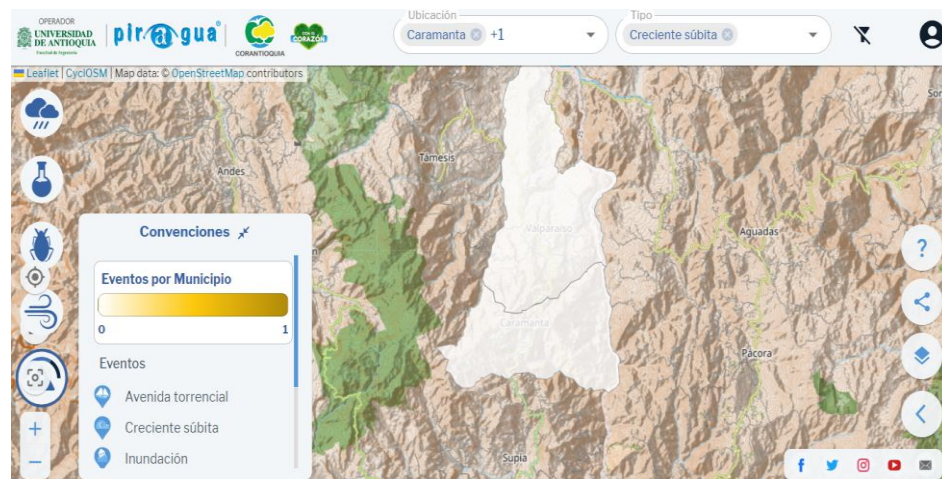 OPERADOR
UNIVERSIDAD
DE ANTIOQUIA
Facultad de Ingeniería
piragua
CORANTIOQUIA
CORAZÓN
Ubicación
Caramanta +1
Tipo
Creciente súbita
Leaflet | CyclOSM | Map data: © OpenStreetMap contributors
Son
Támesis
Andes
Valparaíso
Aguadas
Caramanta
Pácora
Supía
Convenciones
Eventos por Municipio
0 1
Eventos
Avenida torrencial
Creciente súbita
Inundación
?
+
−